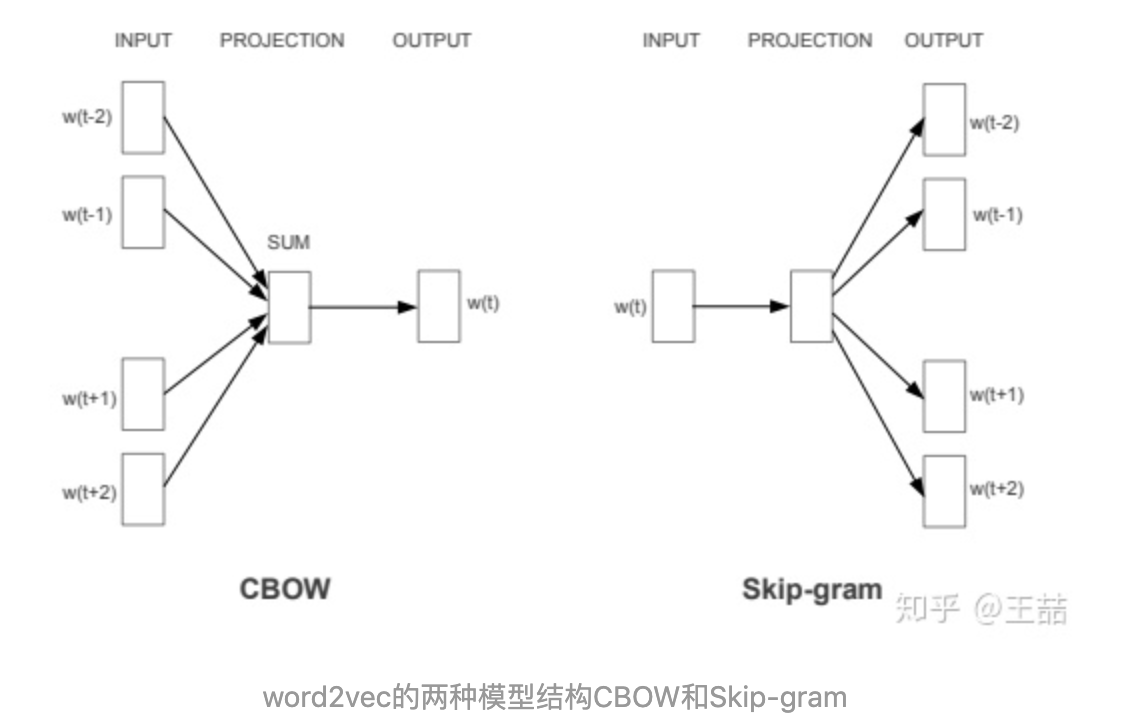 INPUT PROJECTION OUTPUT
w(t-2)
w(t-1)
SUM
w(t)
w(t+1)
w(t+2)
CBOW
INPUT PROJECTION OUTPUT
w(t-2)
w(t-1)
w(t)
w(t+1)
w(t+2)
Skip-gram
知乎 @王喆
word2vec的两种模型结构CBOW和Skip-gram